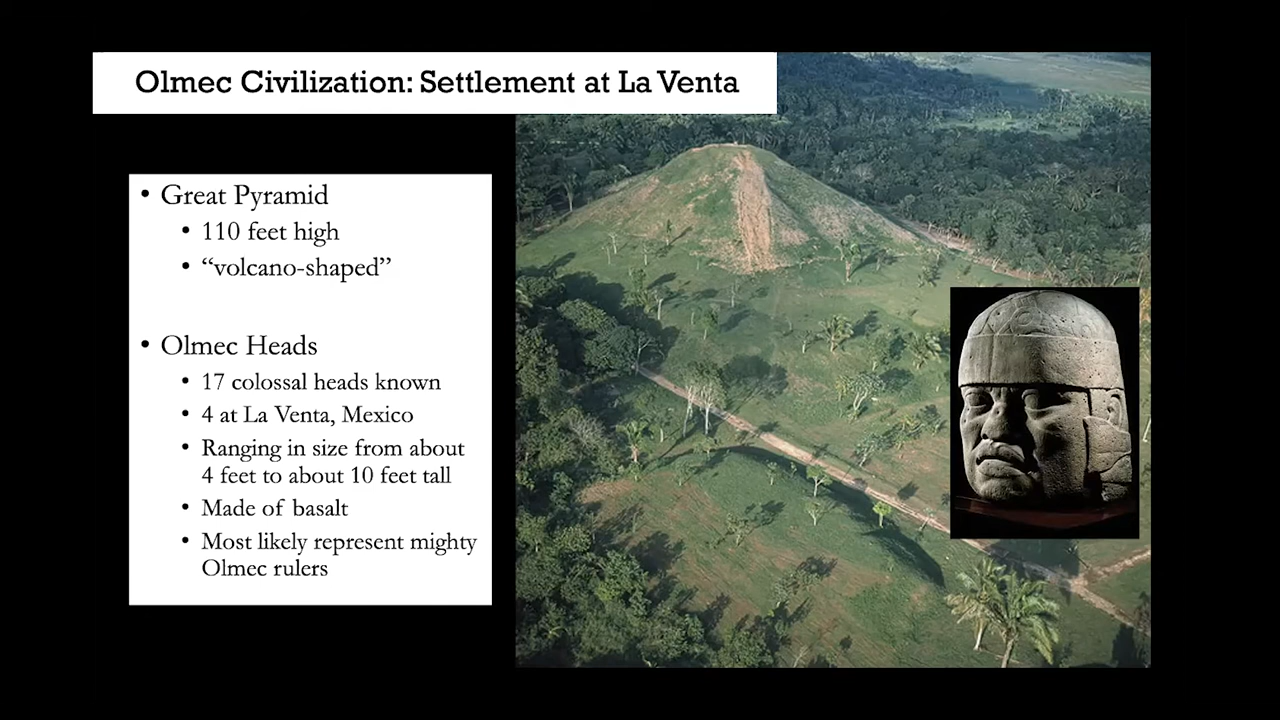 Olmec Civilization: Settlement at La Venta
• Great Pyramid
• 110 feet high
• “volcano-shaped”
• Olmec Heads
• 17 colossal heads known
• 4 at La Venta, Mexico
• Ranging in size from about
4 feet to about 10 feet tall
• Made of basalt
• Most likely represent mighty
Olmec rulers